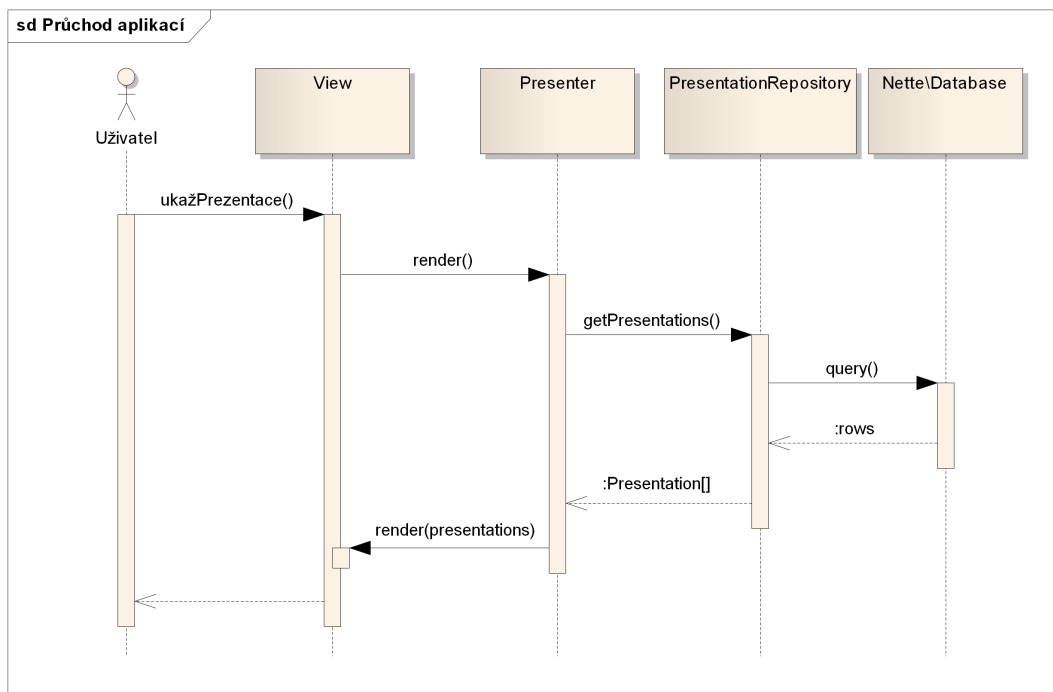 sd Průchod aplikací
Uživatel
View
Presenter
PresentationRepository
Nette\Database
ukažPrezentace()
render()
getPresentations()
query()
:rows
:Presentation[]
render(presentations)